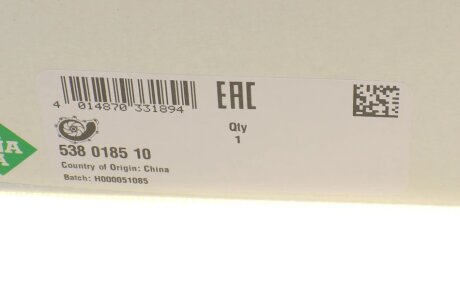 4 014870 331894
EAC
Qty
1
538 0185 10
Country of Origin: China
Batch: H000051085